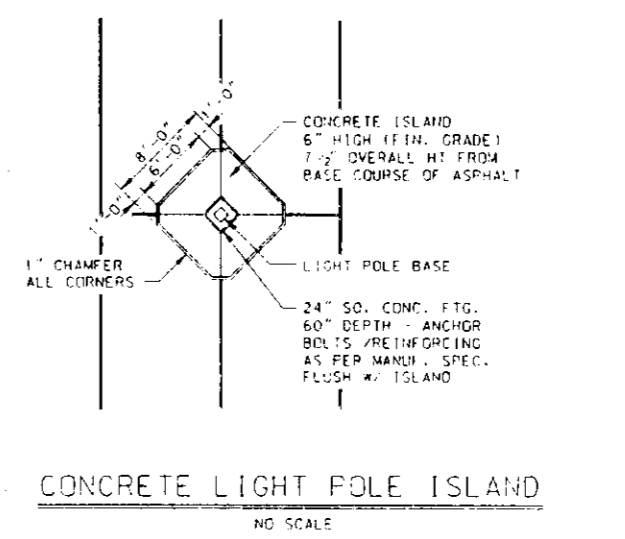 1'-0"
8'-0"
6'-0"
1'-0"
CONCRETE ISLAND
6" HIGH (FIN. GRADE)
7 1/2" OVERALL HT FROM
BASE COURSE OF ASPHALT
1" CHAMFER
ALL CORNERS
LIGHT POLE BASE
24" SQ. CONC. FTG.
60" DEPTH - ANCHOR
BOLTS /REINFORCING
AS PER MANUF. SPEC.
FLUSH W/ ISLAND
CONCRETE LIGHT POLE ISLAND
NO SCALE